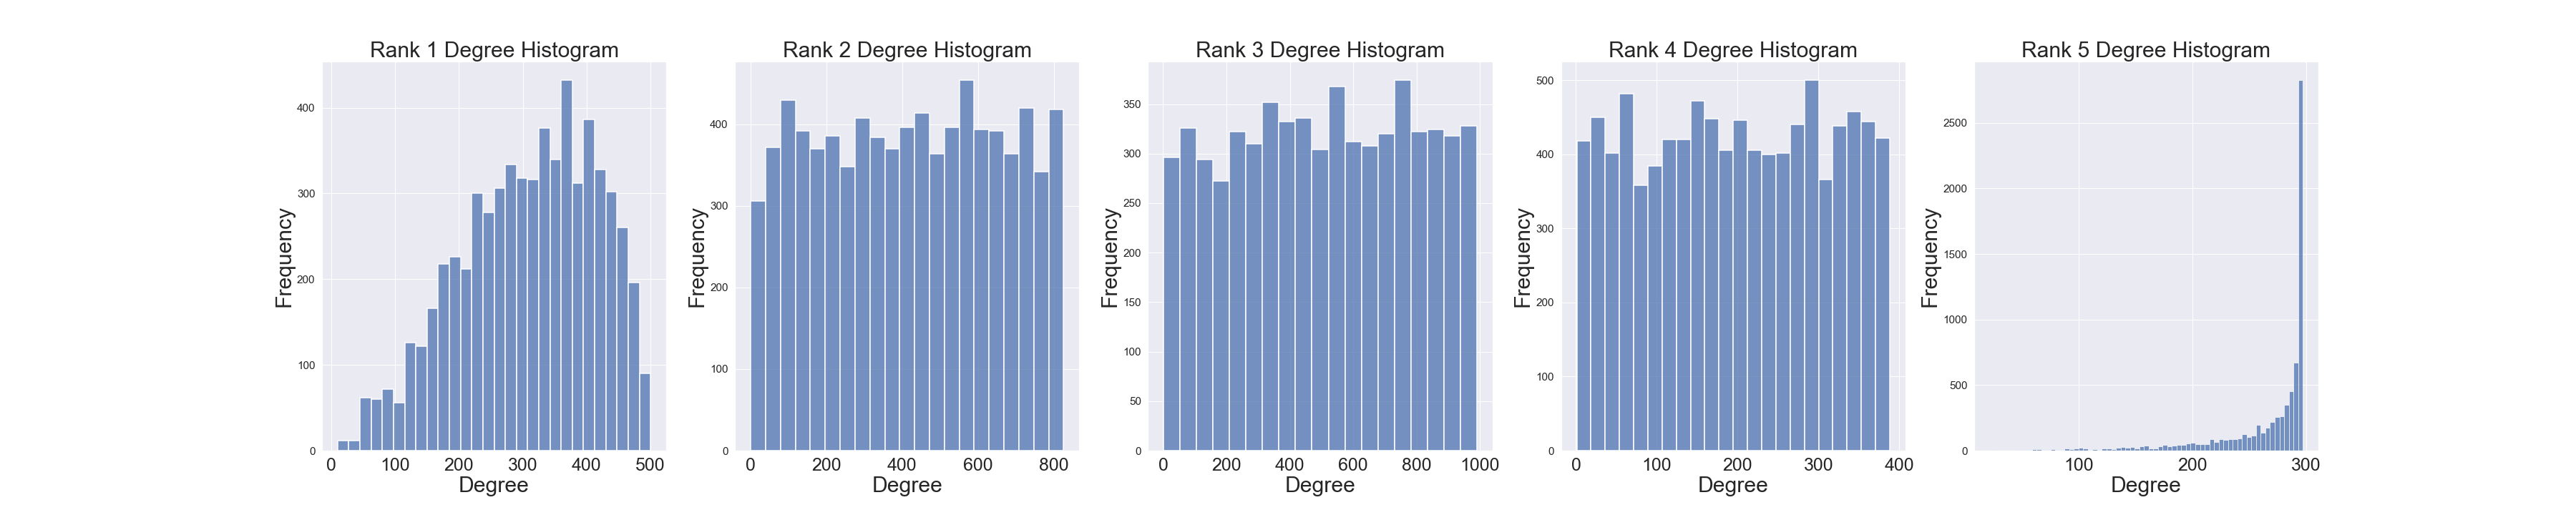 Rank 1 Degree Histogram
Frequency
400
300
200
100
0
0 100 200 300 400 500
Degree
Rank 2 Degree Histogram
Frequency
400
300
200
100
0
0 200 400 600 800
Degree
Rank 3 Degree Histogram
Frequency
350
300
250
200
150
100
50
0
0 200 400 600 800 1000
Degree
Rank 4 Degree Histogram
Frequency
500
400
300
200
100
0
0 100 200 300 400
Degree
Rank 5 Degree Histogram
Frequency
2500
2000
1500
1000
500
0
100 200 300
Degree